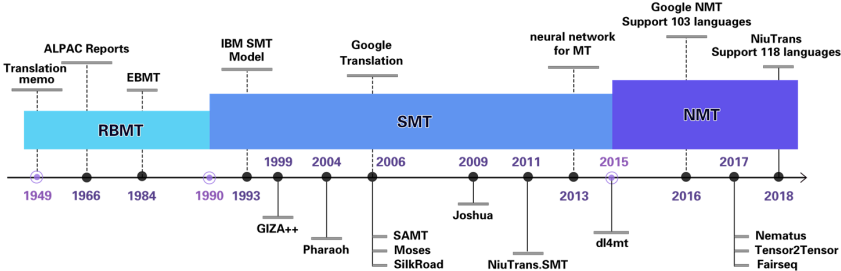 Translation
memo
ALPAC Reports
EBMT
IBM SMT
Model
Google
Translation
neural network
for MT
Google NMT
Support 103 languages
NiuTrans
Support 118 languages
RBMT
SMT
NMT
1949
1966
1984
1990
1993
1999
2004
2006
2009
2011
2013
2015
2016
2017
2018
GIZA++
Pharaoh
SAMT
Moses
SilkRoad
Joshua
NiuTrans.SMT
dl4mt
Nematus
Tensor2Tensor
Fairseq